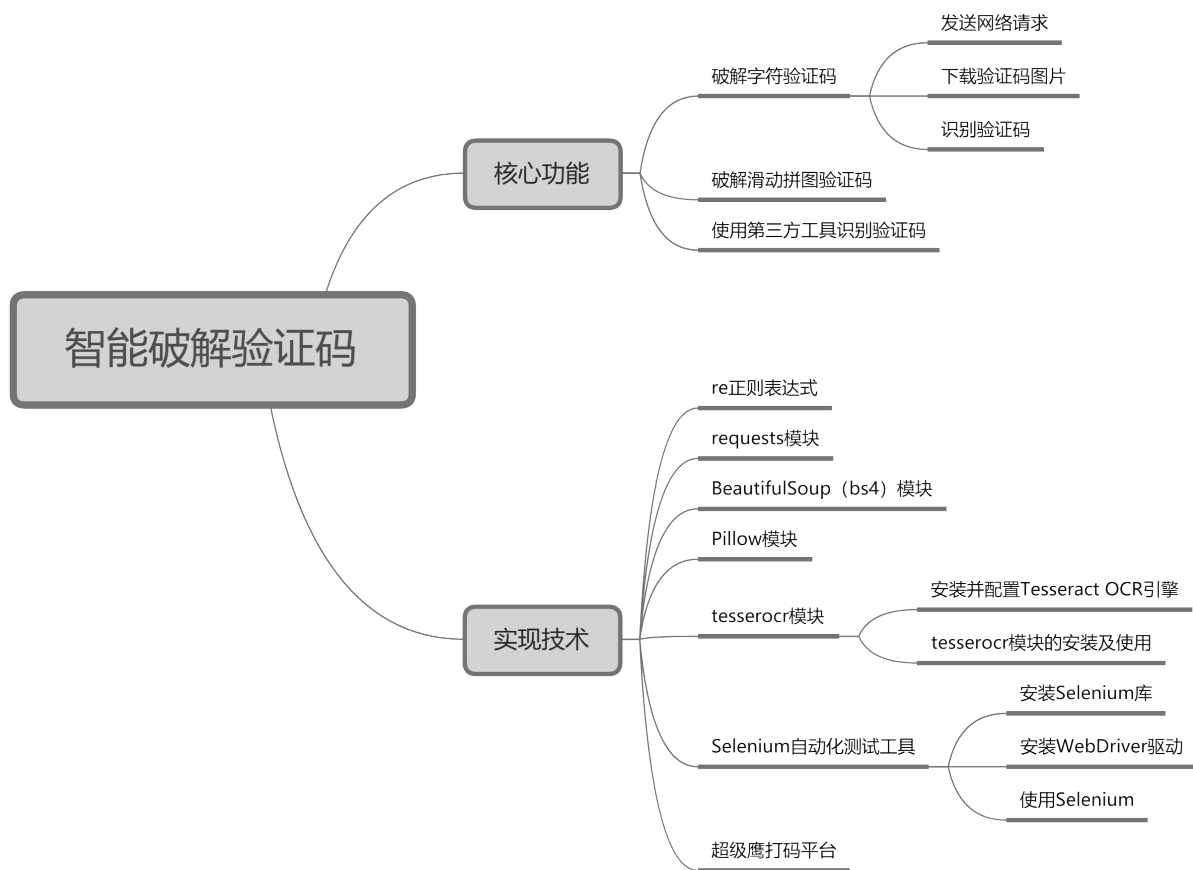 智能破解验证码
核心功能
破解字符验证码
发送网络请求
下载验证码图片
识别验证码
破解滑动拼图验证码
使用第三方工具识别验证码
实现技术
re正则表达式
requests模块
BeautifulSoup（bs4）模块
Pillow模块
tesserocr模块
安装并配置Tesseract OCR引擎
tesserocr模块的安装及使用
Selenium自动化测试工具
安装Selenium库
安装WebDriver驱动
使用Selenium
超级鹰打码平台